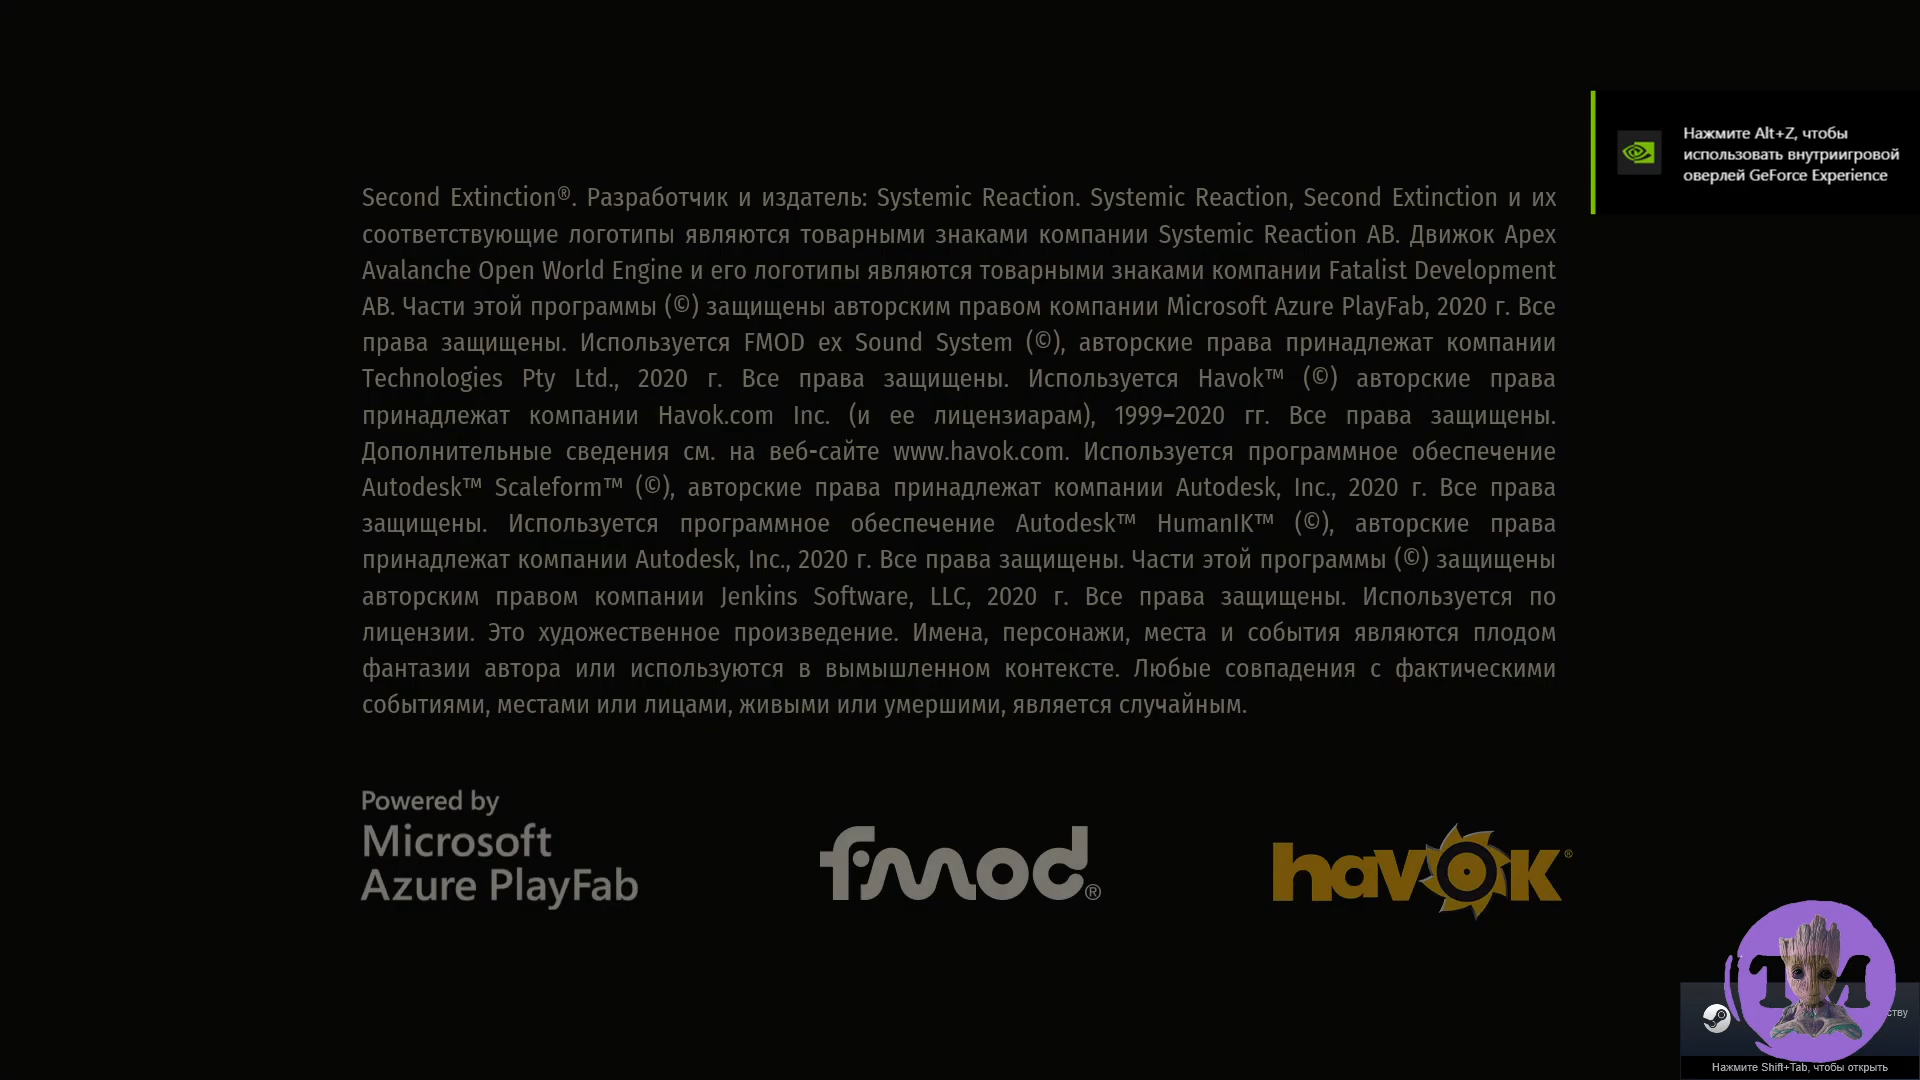 Нажмите Alt+Z, чтобы
использовать внутриигровой
оверлей GeForce Experience
Second Extinction®. Разработчик и издатель: Systemic Reaction. Systemic Reaction, Second Extinction и их
соответствующие логотипы являются товарными знаками компании Systemic Reaction AB. Движок Apex
Avalanche Open World Engine и его логотипы являются товарными знаками компании Fatalist Development
AB. Части этой программы (©) защищены авторским правом компании Microsoft Azure PlayFab, 2020 г. Все
права защищены. Используется FMOD ex Sound System (©), авторские права принадлежат компании
Technologies Pty Ltd., 2020 г. Все права защищены. Используется Havok™ (©) авторские права
принадлежат компании Havok.com Inc. (и ее лицензиарам), 1999–2020 гг. Все права защищены.
Дополнительные сведения см. на веб-сайте www.havok.com. Используется программное обеспечение
Autodesk™ Scaleform™ (©), авторские права принадлежат компании Autodesk, Inc., 2020 г. Все права
защищены. Используется программное обеспечение Autodesk™ HumanIK™ (©), авторские права
принадлежат компании Autodesk, Inc., 2020 г. Все права защищены. Части этой программы (©) защищены
авторским правом компании Jenkins Software, LLC, 2020 г. Все права защищены. Используется по
лицензии. Это художественное произведение. Имена, персонажи, места и события являются плодом
фантазии автора или используются в вымышленном контексте. Любые совпадения с фактическими
событиями, местами или лицами, живыми или умершими, является случайным.
Powered by
Microsoft
Azure PlayFab
fmod®
havok®
Нажмите Shift+Tab, чтобы открыть